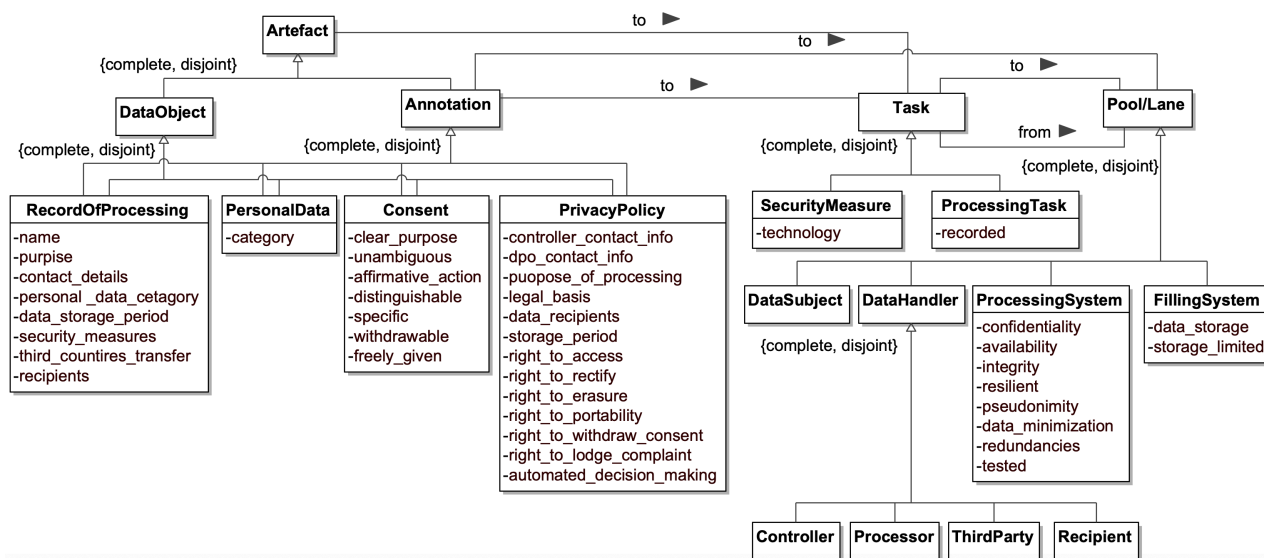 to
Artefact
to
{complete, disjoint}
to
to
DataObject
Annotation
Task
Pool/Lane
from
{complete, disjoint}
{complete, disjoint}
{complete, disjoint}
{complete, disjoint}
RecordOfProcessing
-name
-purpise
-contact_details
-personal _data_cetagory
-data_storage_period
-security_measures
-third_countires_transfer
-recipients
PersonalData
-category
Consent
-clear_purpose
-unambiguous
-affirmative_action
-distinguishable
-specific
-withdrawable
-freely_given
PrivacyPolicy
-controller_contact_info
-dpo_contact_info
-puopose_of_processing
-legal_basis
-data_recipients
-storage_period
-right_to_access
-right_to_rectify
-right_to_erasure
-right_to_portability
-right_to_withdraw_consent
-right_to_lodge_complaint
-automated_decision_making
SecurityMeasure
-technology
ProcessingTask
-recorded
DataSubject
DataHandler
{complete, disjoint}
ProcessingSystem
-confidentiality
-availability
-integrity
-resilient
-pseudonimity
-data_minimization
-redundancies
-tested
FillingSystem
-data_storage
-storage_limited
Controller
Processor
ThirdParty
Recipient